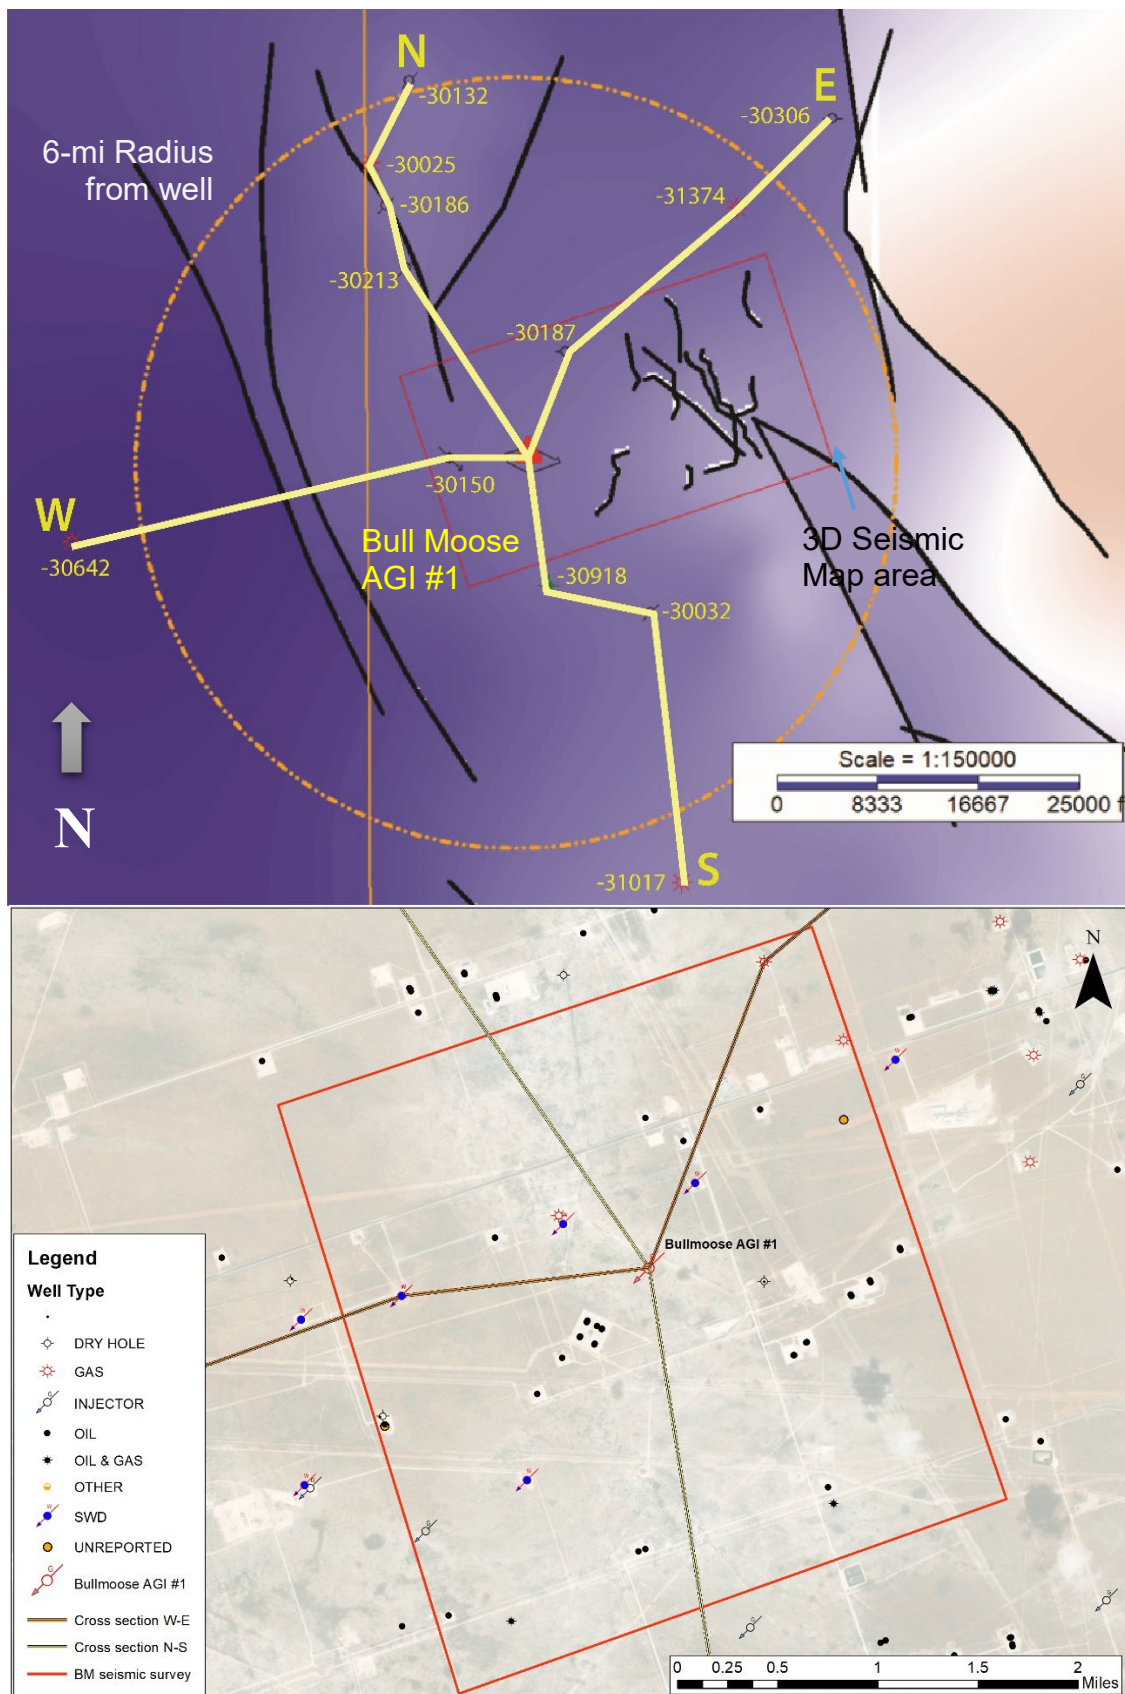 N
-30132
E
-30306
6-mi Radius
from well
-30025
-31374
-30186
-30213
-30187
W
-30150
-30642
Bull Moose
AGI #1
3D Seismic
Map area
-30918
-30032
N
Scale = 1:150000
0 8333 16667 25000 f
-31017
S
N
Bullmoose AGI #1
Legend
Well Type
DRY HOLE
GAS
INJECTOR
OIL
OIL & GAS
OTHER
SWD
UNREPORTED
Bullmoose AGI #1
Cross section W-E
Cross section N-S
BM seismic survey
0 0.25 0.5 1 1.5 2
Miles